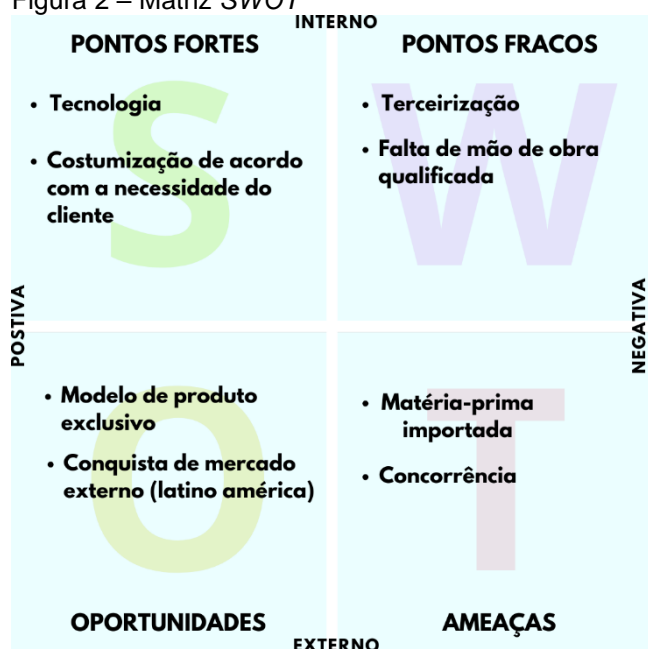 Figura 2 – Matriz SWOT
INTERNO
PONTOS FORTES
PONTOS FRACOS
S
• Tecnologia
• Costumização de acordo
com a necessidade do
cliente
W
• Terceirização
• Falta de mão de obra
qualificada
POSTIVA
NEGATIVA
O
• Modelo de produto
exclusivo
• Conquista de mercado
externo (latino américa)
T
• Matéria-prima
importada
• Concorrência
OPORTUNIDADES
AMEAÇAS
EXTERNO